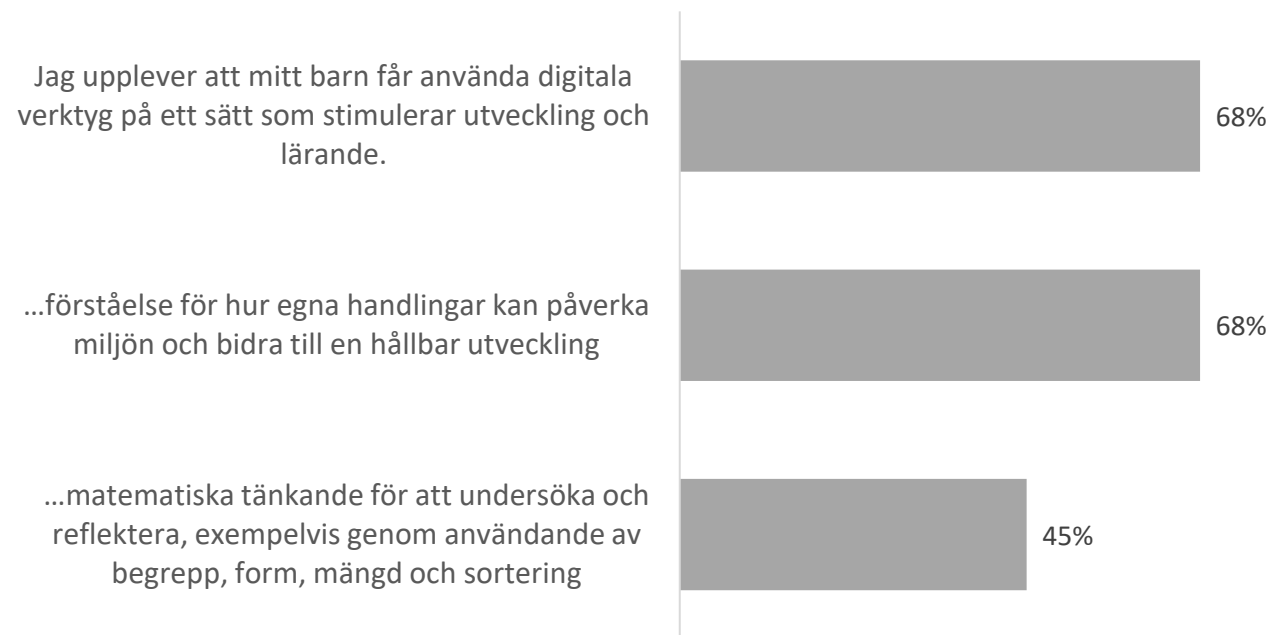 Jag upplever att mitt barn får använda digitala
verktyg på ett sätt som stimulerar utveckling och
lärande.
68%
…förståelse för hur egna handlingar kan påverka
miljön och bidra till en hållbar utveckling
68%
…matematiska tänkande för att undersöka och
reflektera, exempelvis genom användande av
begrepp, form, mängd och sortering
45%